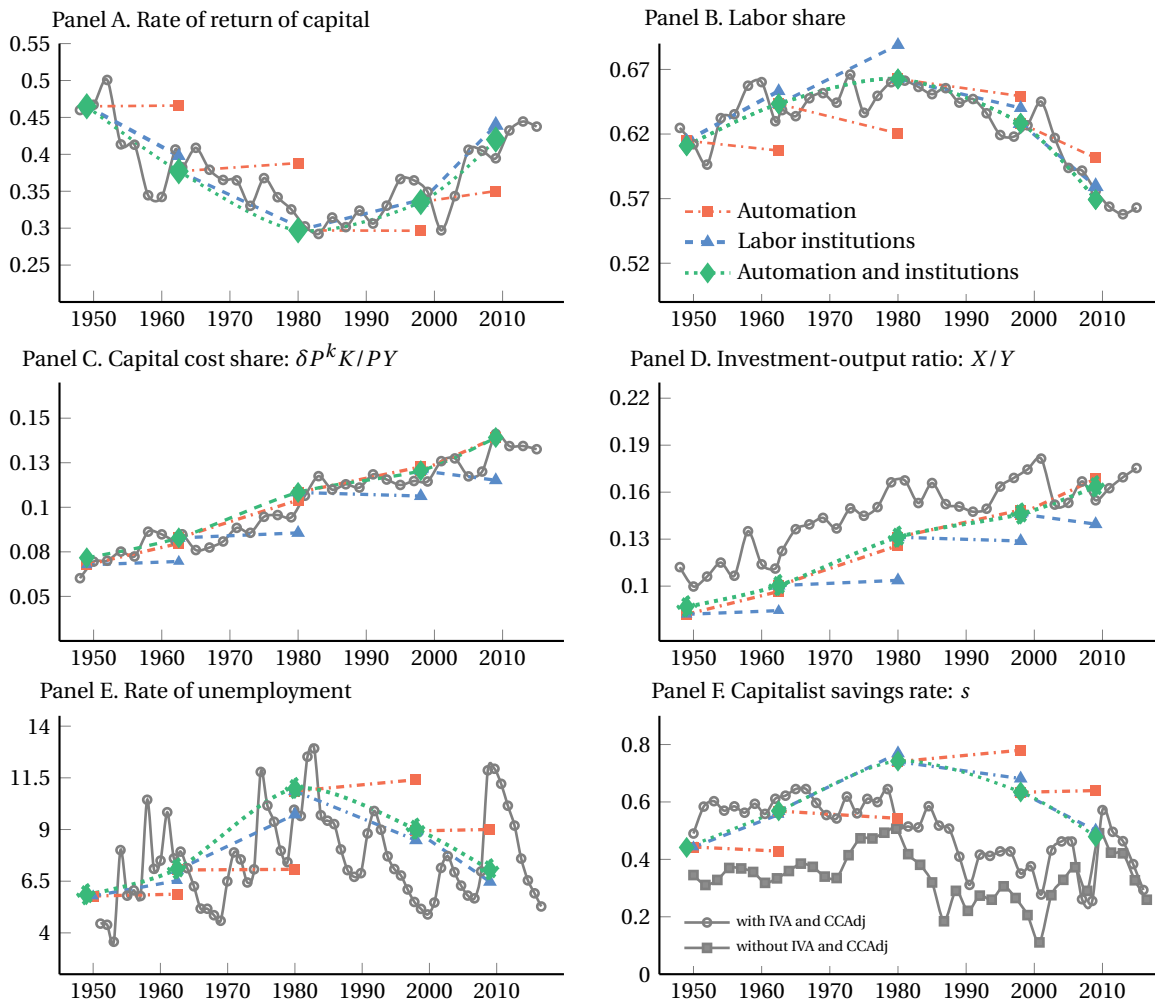 Panel A. Rate of return of capital
0.55
0.5
0.45
0.4
0.35
0.3
0.25
1950 1960 1970 1980 1990 2000 2010
Panel B. Labor share
0.67
0.62
0.57
0.52
Automation
Labor institutions
Automation and institutions
1950 1960 1970 1980 1990 2000 2010
Panel C. Capital cost share: δP^k K/PY
0.15
0.13
0.1
0.08
0.05
1950 1960 1970 1980 1990 2000 2010
Panel D. Investment-output ratio: X/Y
0.22
0.19
0.16
0.13
0.1
1950 1960 1970 1980 1990 2000 2010
Panel E. Rate of unemployment
14
11.5
9
6.5
4
1950 1960 1970 1980 1990 2000 2010
Panel F. Capitalist savings rate: s
0.8
0.6
0.4
0.2
0
with IVA and CCAdj
without IVA and CCAdj
1950 1960 1970 1980 1990 2000 2010